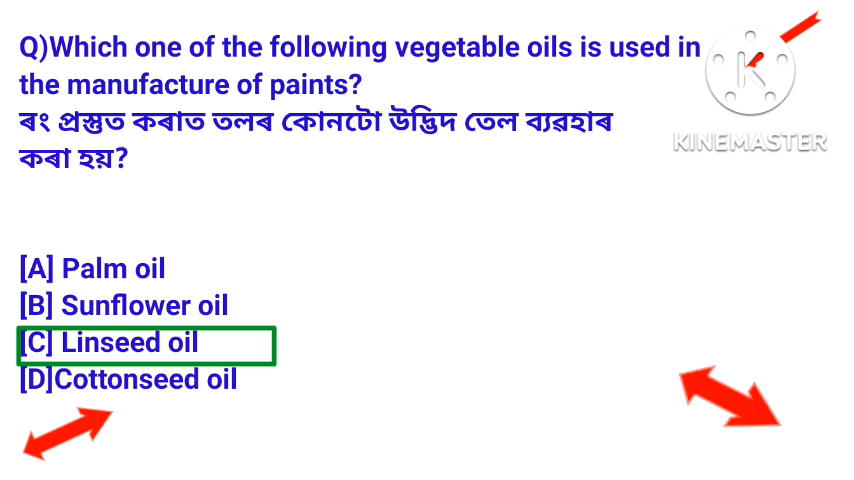 Q)Which one of the following vegetable oils is used in
the manufacture of paints?
ৰং প্ৰস্তুত কৰাত তলৰ কোনটো উদ্ভিদ তেল ব্যৱহাৰ
কৰা হয়?
KINEMASTER
[A] Palm oil
[B] Sunflower oil
[C] Linseed oil
[D]Cottonseed oil